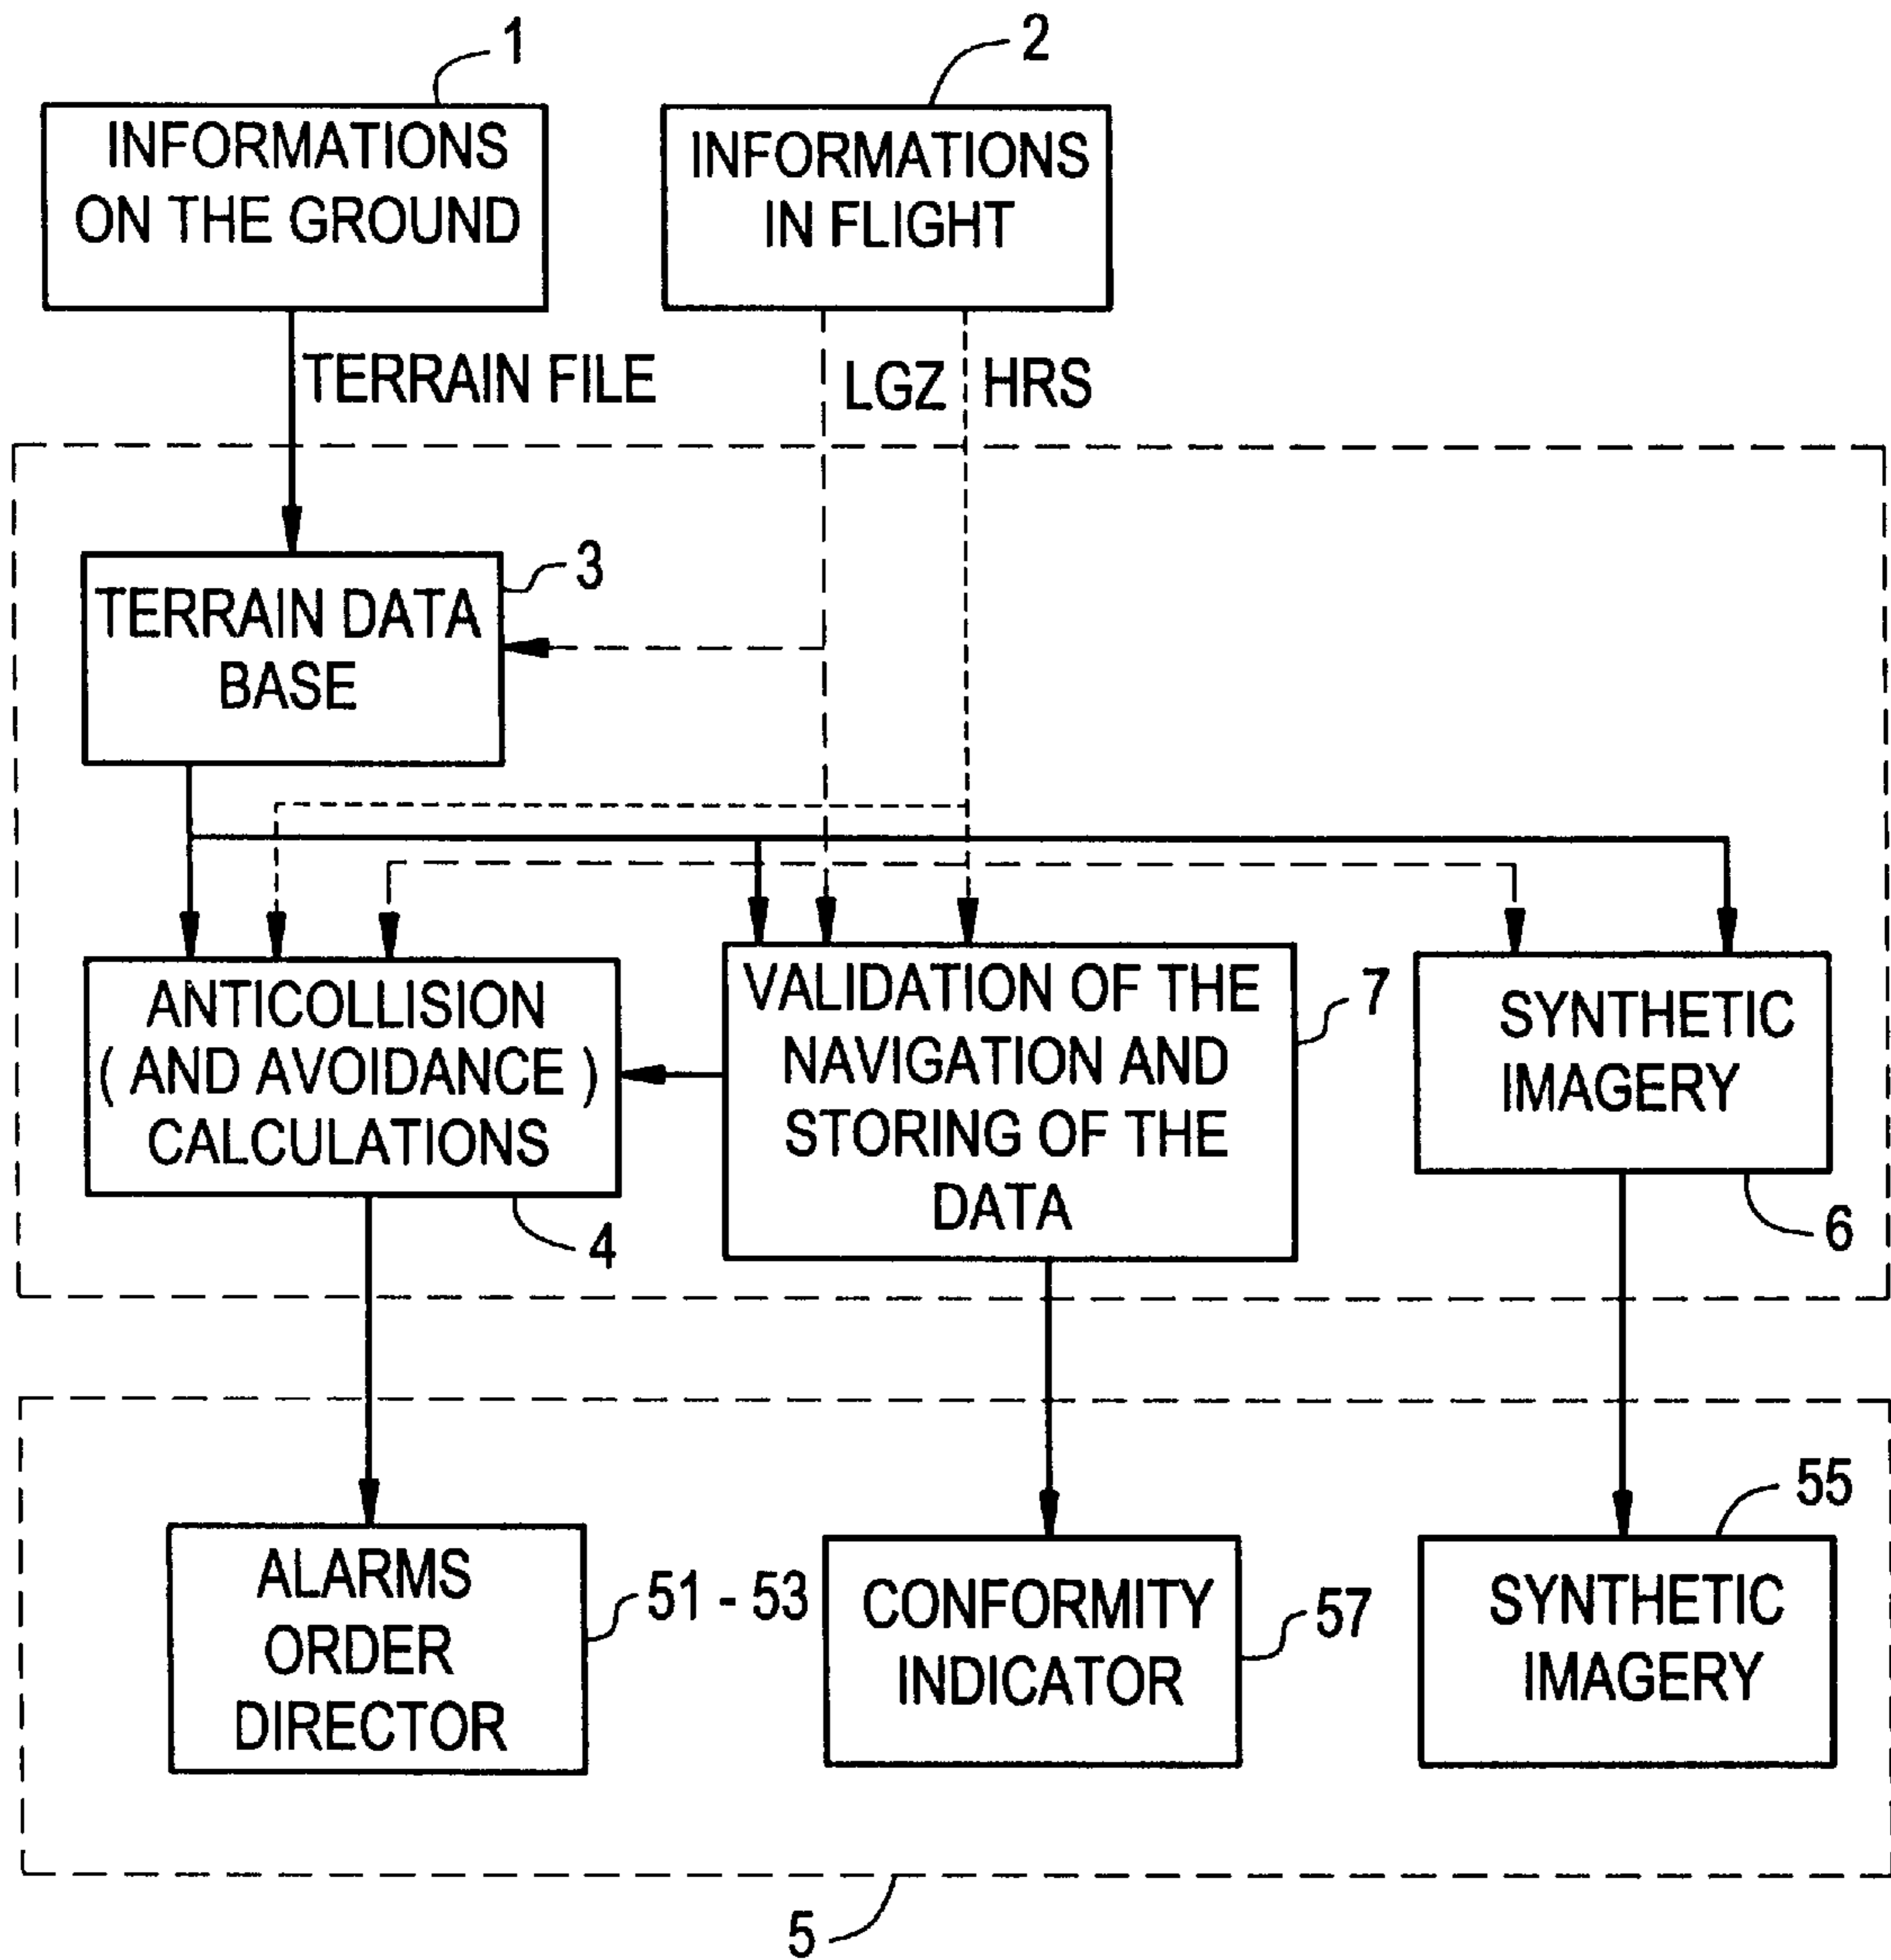 1
2
INFORMATIONS
ON THE GROUND
INFORMATIONS
IN FLIGHT
TERRAIN FILE
LGZ
HRS
3
TERRAIN DATA
BASE
ANTICOLLISION
( AND AVOIDANCE )
CALCULATIONS
4
VALIDATION OF THE
NAVIGATION AND
STORING OF THE
DATA
7
SYNTHETIC
IMAGERY
6
ALARMS
ORDER
DIRECTOR
51 - 53
CONFORMITY
INDICATOR
57
55
SYNTHETIC
IMAGERY
5